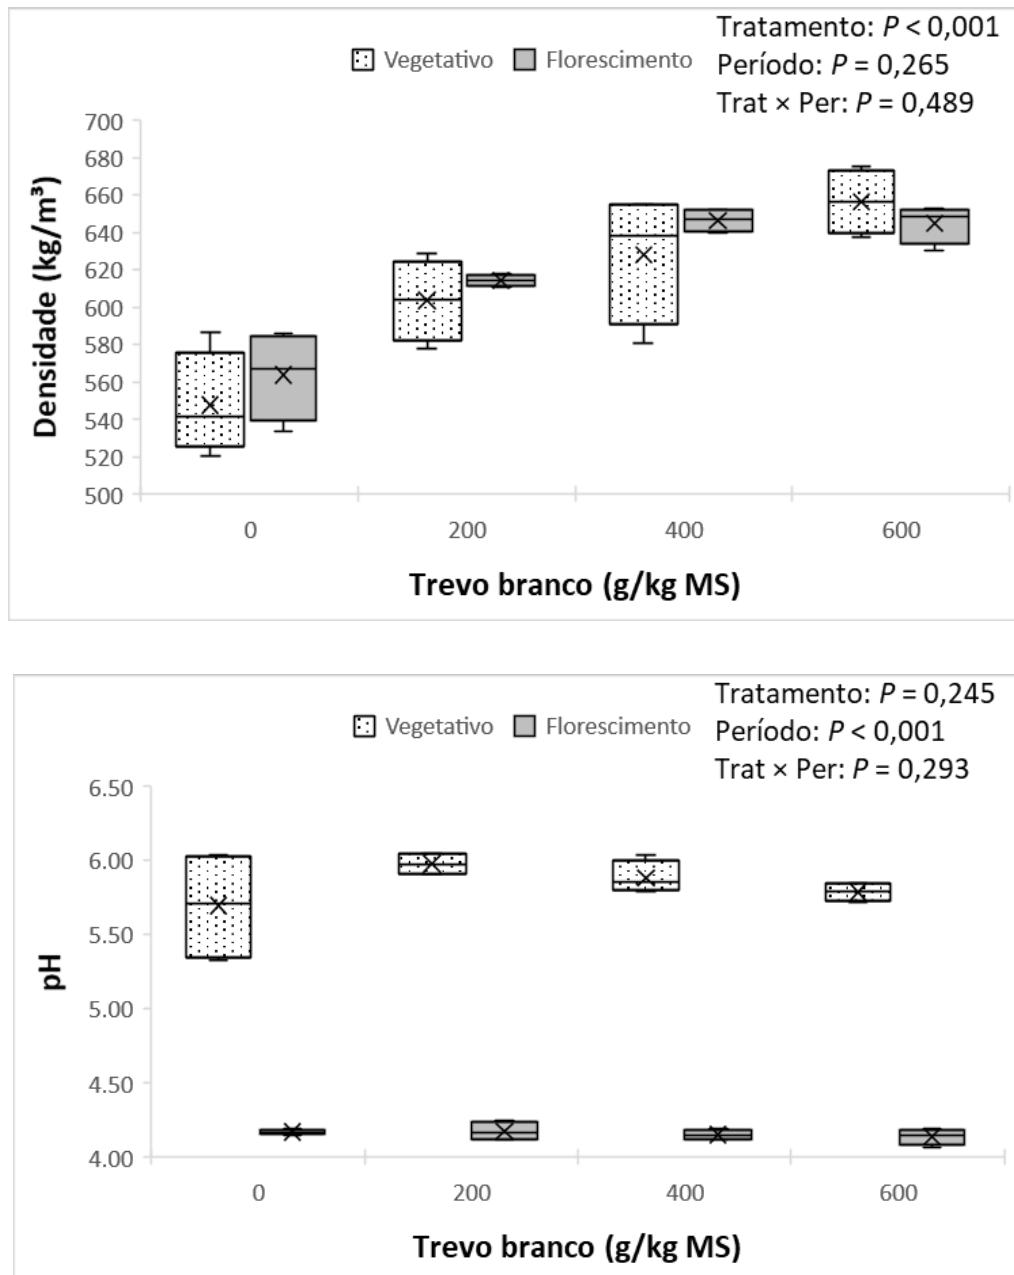 Tratamento: P < 0,001
Vegetativo Florescimento
Período: P = 0,265
Trat × Per: P = 0,489
700
680
660
640
620
600
580
560
540
520
500
Densidade (kg/m³)
0 200 400 600
Trevo branco (g/kg MS)
Tratamento: P = 0,245
Vegetativo Florescimento
Período: P < 0,001
Trat × Per: P = 0,293
6.50
6.00
5.50
5.00
4.50
4.00
pH
0 200 400 600
Trevo branco (g/kg MS)